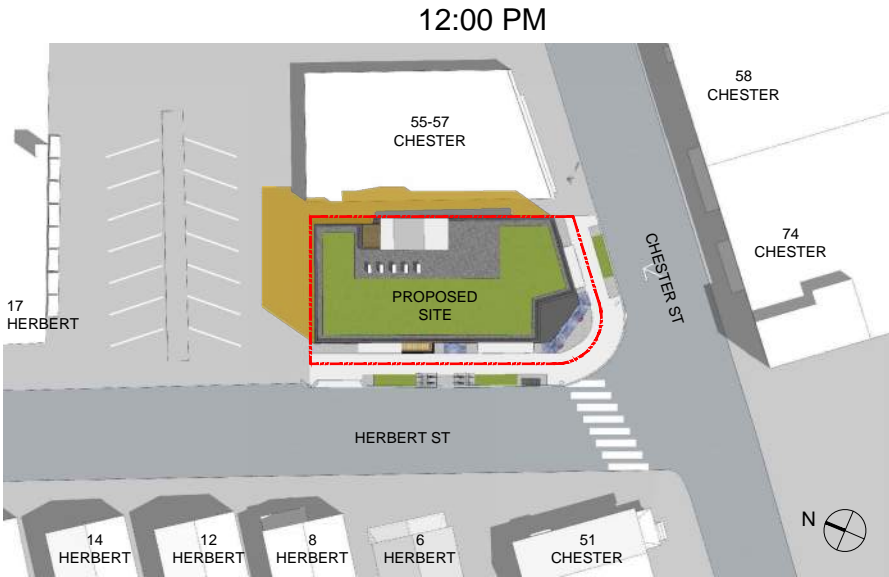 12:00 PM
58
CHESTER
55-57
CHESTER
74
CHESTER
CHESTER ST
17
HERBERT
PROPOSED
SITE
HERBERT ST
N
14
HERBERT
12
HERBERT
8
HERBERT
6
HERBERT
51
CHESTER